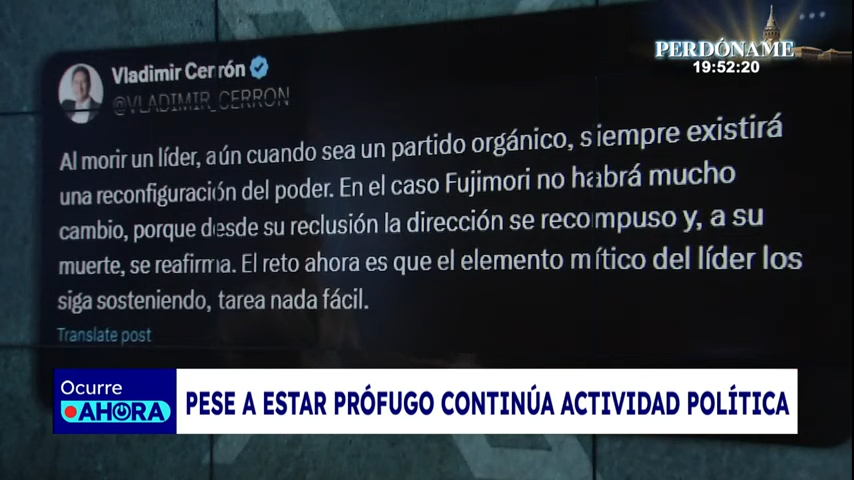 PERDÓNAME
19:52:20
Vladimir Cerrón
@VLADIMIR_CERRON
Al morir un líder, aún cuando sea un partido orgánico, siempre existirá
una reconfiguración del poder. En el caso Fujimori no habrá mucho
cambio, porque desde su reclusión la dirección se recompuso y, a su
muerte, se reafirma. El reto ahora es que el elemento mítico del líder los
siga sosteniendo, tarea nada fácil.
Translate post
Ocurre
AHORA
PESE A ESTAR PRÓFUGO CONTINÚA ACTIVIDAD POLÍTICA